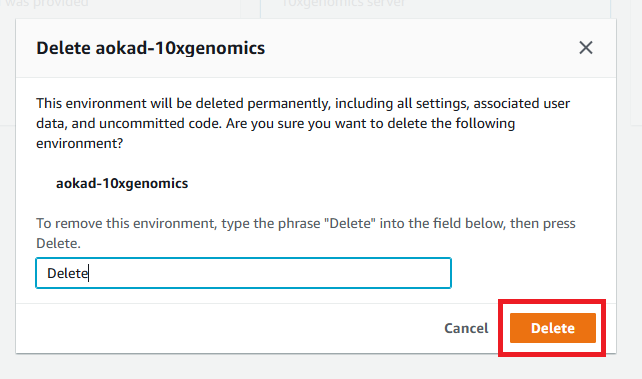 was provided
10xgenomics server
Delete aokad-10xgenomics
This environment will be deleted permanently, including all settings, associated user
data, and uncommitted code. Are you sure you want to delete the following
environment?
aokad-10xgenomics
To remove this environment, type the phrase "Delete" into the field below, then press
Delete.
Delete
Cancel
Delete